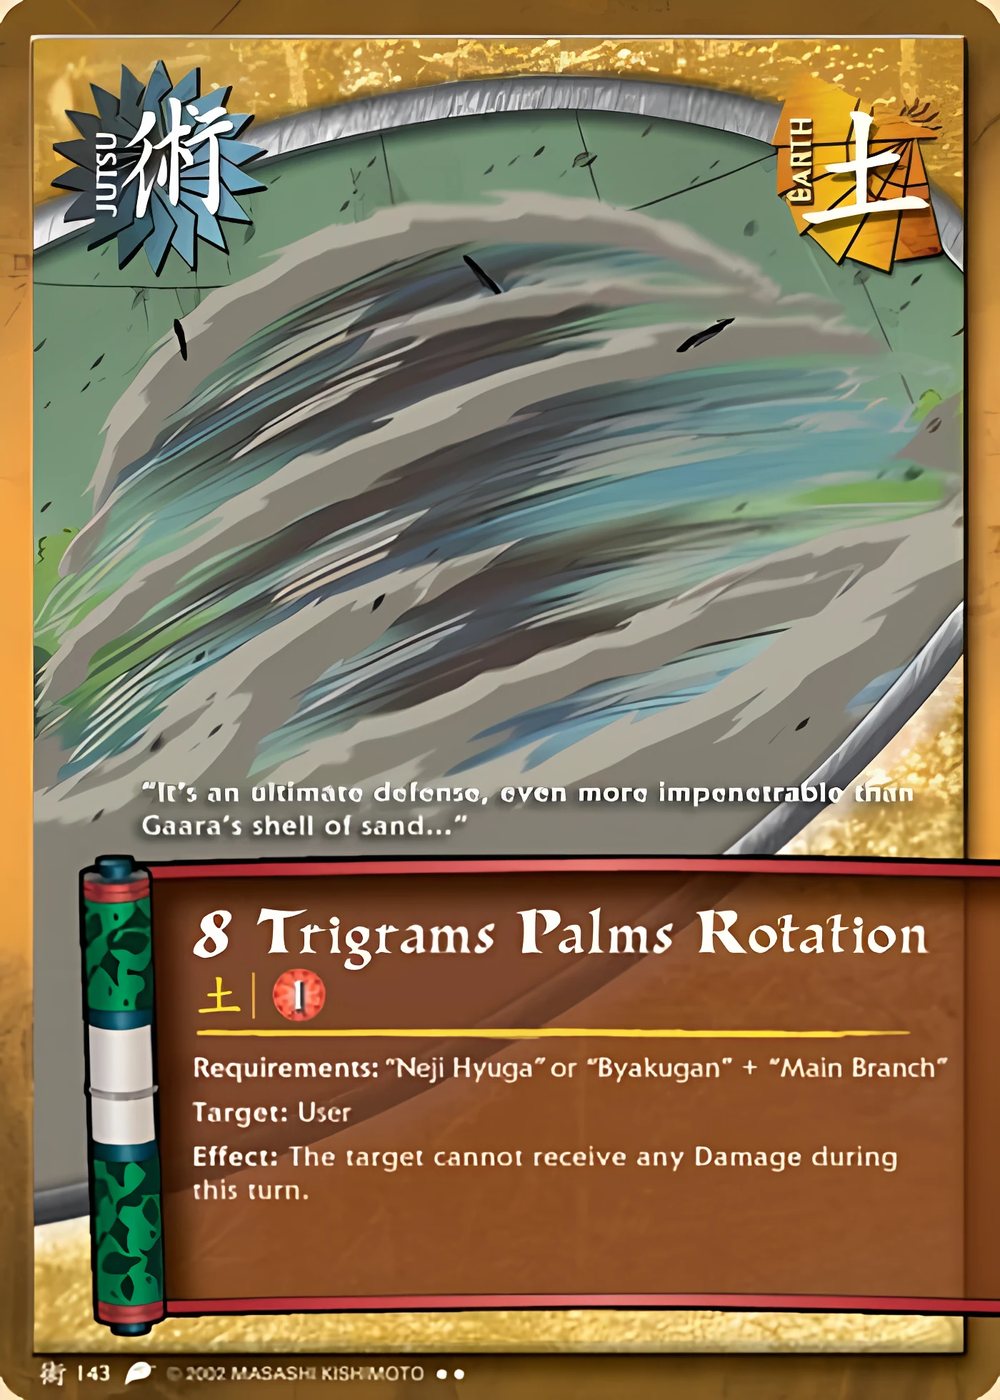 JUTSU
術
EARTH
土
“It's an ultimate defense, even more impenetrable than
Gaara's shell of sand...”
8 Trigrams Palms Rotation
土 | 1
Requirements: “Neji Hyuga” or “Byakugan” + “Main Branch”
Target: User
Effect: The target cannot receive any Damage during
this turn.
術 143 © 2002 MASASHI KISHIMOTO